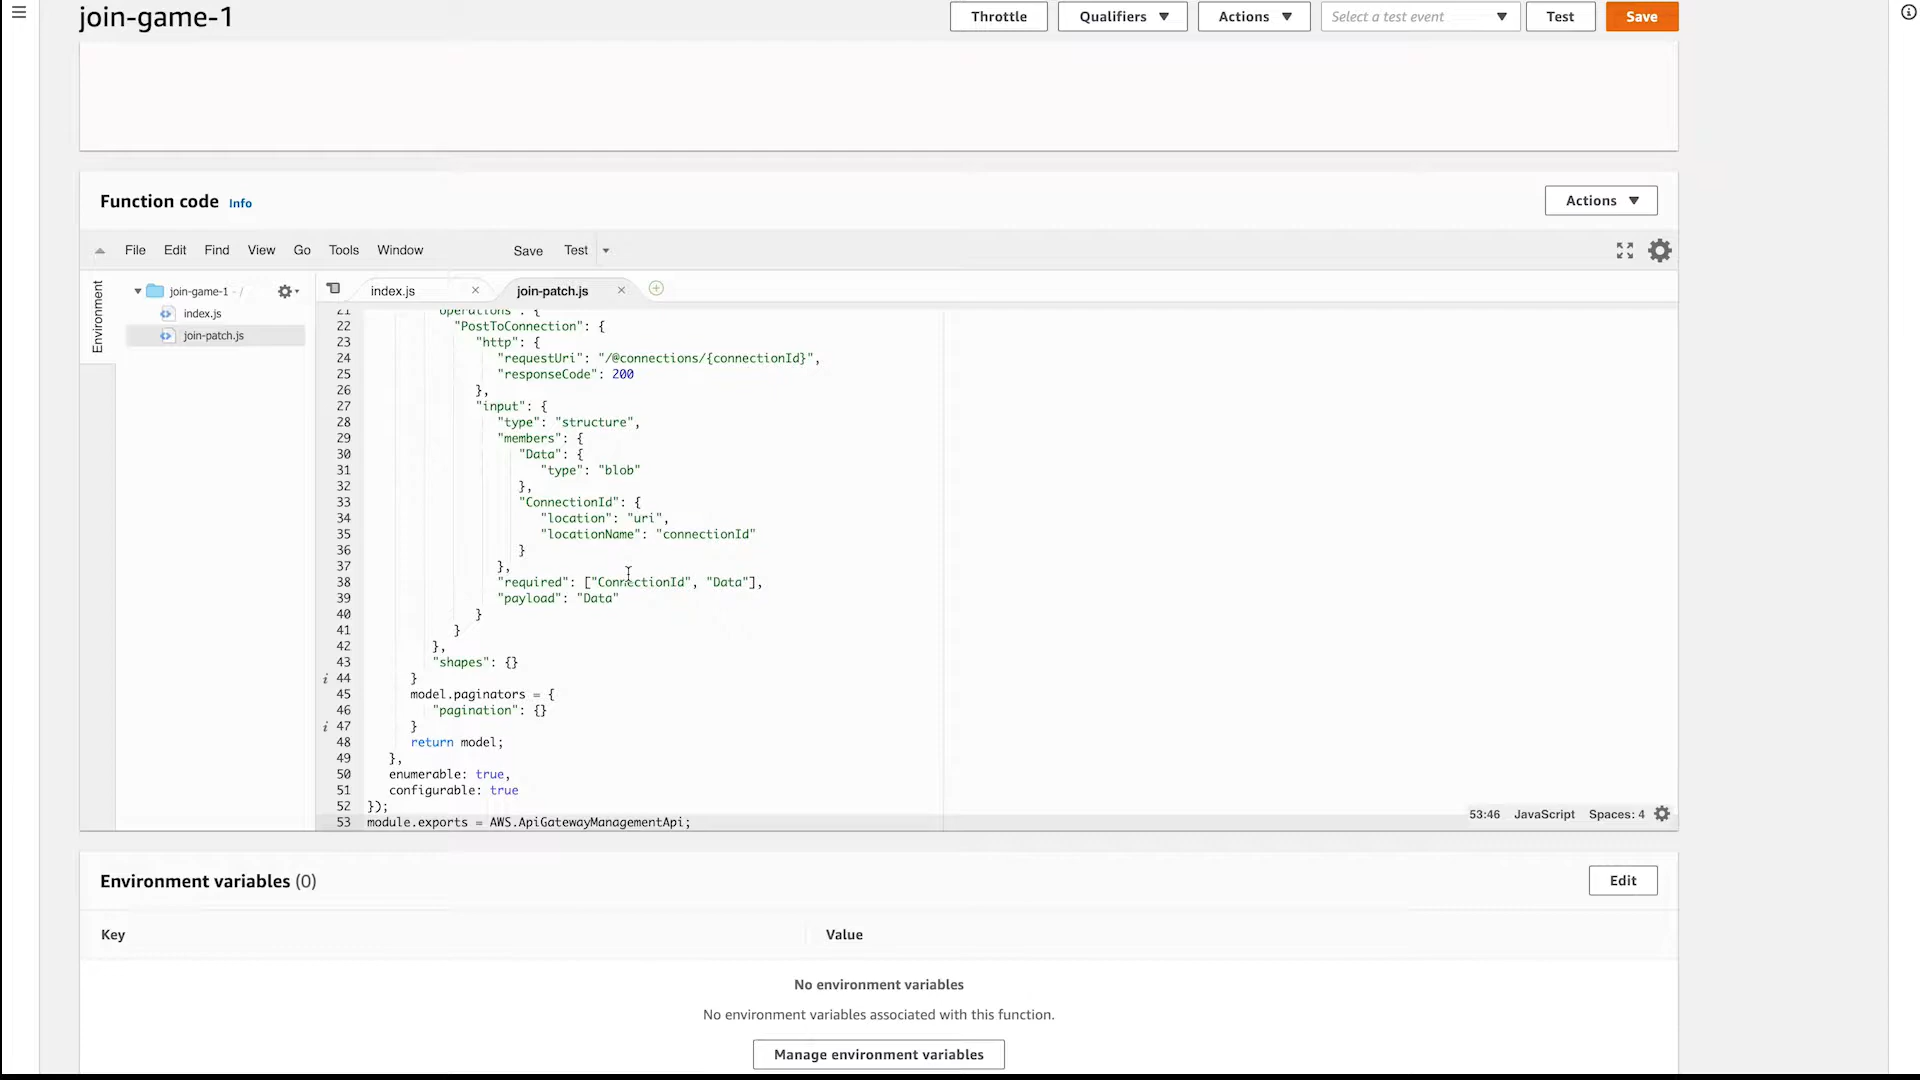 join-game-1
Throttle Qualifiers Actions Select a test event Test Save
Function code Info
Actions
File Edit Find View Go Tools Window Save Test
Environment
join-game-1 - /
index.js
join-patch.js
index.js join-patch.js
21 "operations": {
22 "PostToConnection": {
23 "http": {
24 "requestUri": "/@connections/{connectionId}",
25 "responseCode": 200
26 },
27 "input": {
28 "type": "structure",
29 "members": {
30 "Data": {
31 "type": "blob"
32 },
33 "ConnectionId": {
34 "location": "uri",
35 "locationName": "connectionId"
36 }
37 },
38 "required": ["ConnectionId", "Data"],
39 "payload": "Data"
40 }
41 }
42 },
43 "shapes": {}
i 44 }
45 model.paginators = {
46 "pagination": {}
i 47 }
48 return model;
49 },
50 enumerable: true,
51 configurable: true
52 });
53 module.exports = AWS.ApiGatewayManagementApi;
53:46 JavaScript Spaces: 4
Environment variables (0)
Edit
Key Value
No environment variables
No environment variables associated with this function.
Manage environment variables